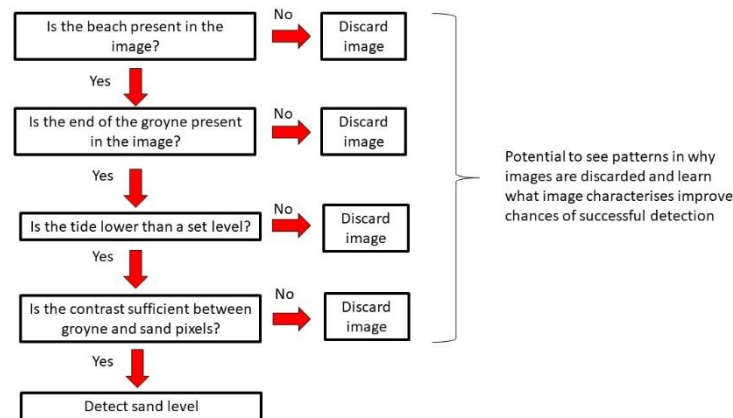 Is the beach present in the
image?
No
Discard
image
Yes
Is the end of the groyne present
in the image?
No
Discard
image
Yes
Is the tide lower than a set level?
No
Discard
image
Yes
Is the contrast sufficient between
groyne and sand pixels?
No
Discard
image
Yes
Detect sand level
Potential to see patterns in why
images are discarded and learn
what image characterises improve
chances of successful detection